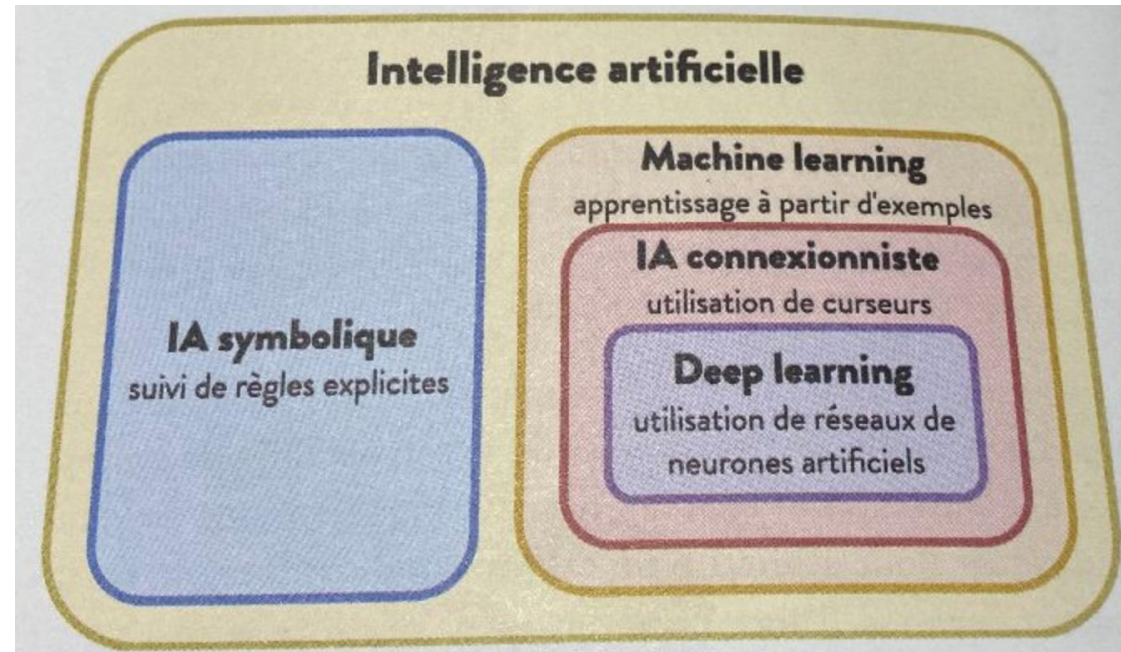 Intelligence artificielle
IA symbolique
suivi de règles explicites
Machine learning
apprentissage à partir d'exemples
IA connexionniste
utilisation de curseurs
Deep learning
utilisation de réseaux de
neurones artificiels